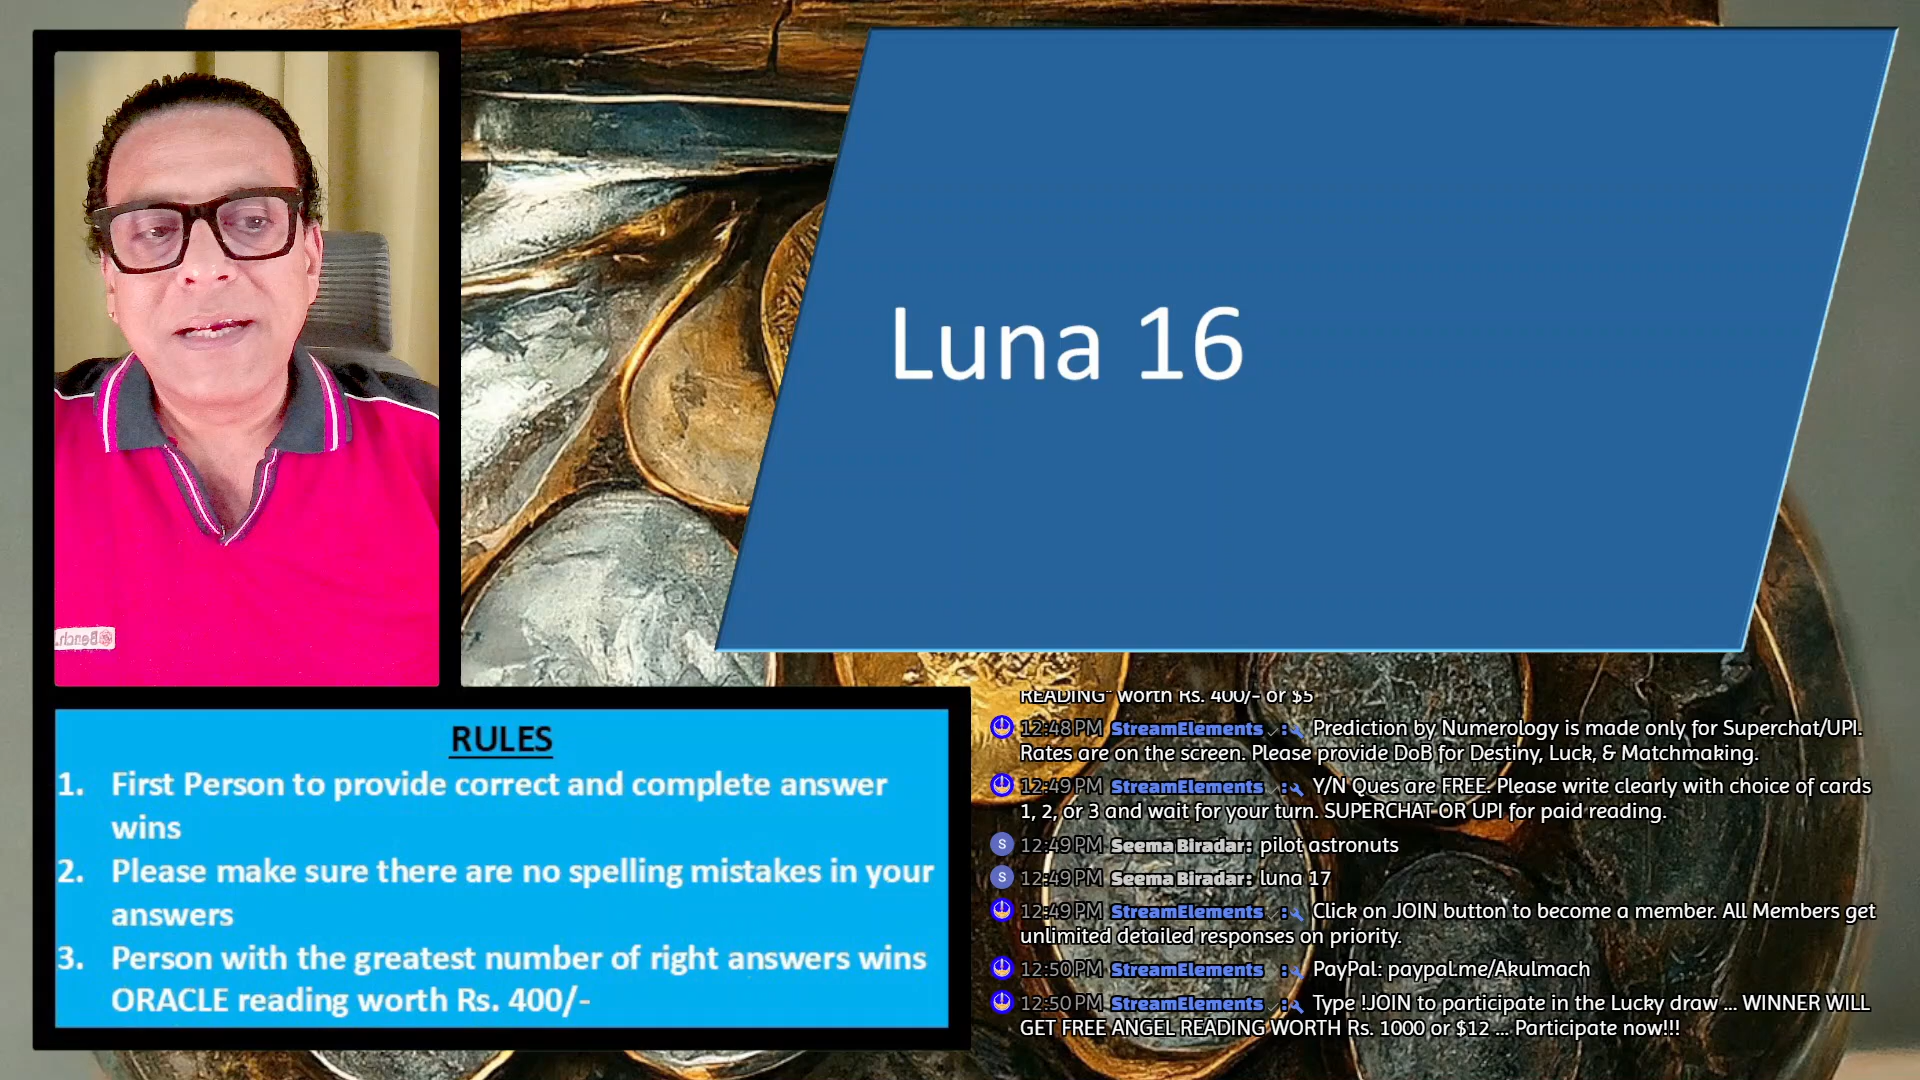 Luna 16
Bench.
RULES
1. First Person to provide correct and complete answer
wins
2. Please make sure there are no spelling mistakes in your
answers
3. Person with the greatest number of right answers wins
ORACLE reading worth Rs. 400/-
READING" worth Rs. 400/- or $5
12:48 PM StreamElements : Prediction by Numerology is made only for Superchat/UPI.
Rates are on the screen. Please provide DoB for Destiny, Luck, & Matchmaking.
12:49 PM StreamElements : Y/N Ques are FREE. Please write clearly with choice of cards
1, 2, or 3 and wait for your turn. SUPERCHAT OR UPI for paid reading.
S 12:49 PM Seema Biradar: pilot astronuts
S 12:49 PM Seema Biradar: luna 17
12:49 PM StreamElements : Click on JOIN button to become a member. All Members get
unlimited detailed responses on priority.
12:50 PM StreamElements : PayPal: paypal.me/Akulmach
12:50 PM StreamElements : Type !JOIN to participate in the Lucky draw ... WINNER WILL
GET FREE ANGEL READING WORTH Rs. 1000 or $12 ... Participate now!!!